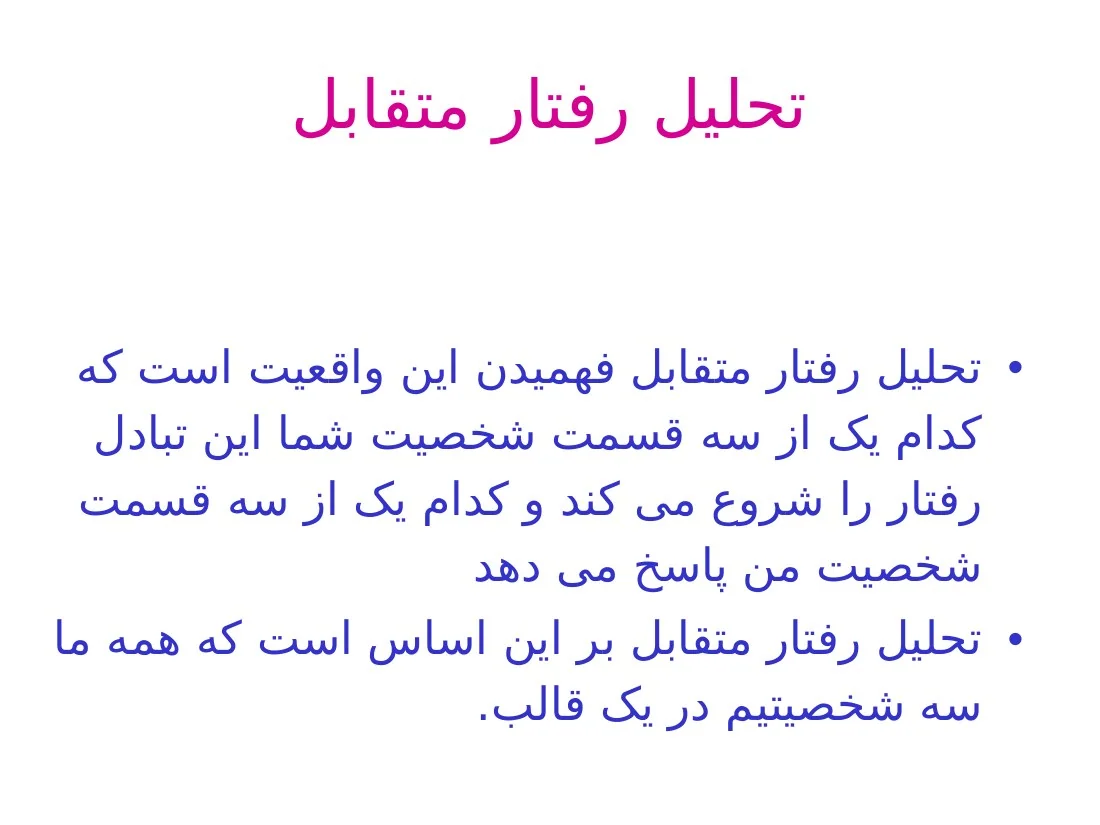 تحلیل رفتار متقابل
• تحلیل رفتار متقابل فهمیدن این واقعیت است که
کدام یک از سه قسمت شخصیت شما این تبادل
رفتار را شروع می کند و کدام یک از سه قسمت
شخصیت من پاسخ می دهد
• تحلیل رفتار متقابل بر این اساس است که همه ما
سه شخصیتیم در یک قالب.